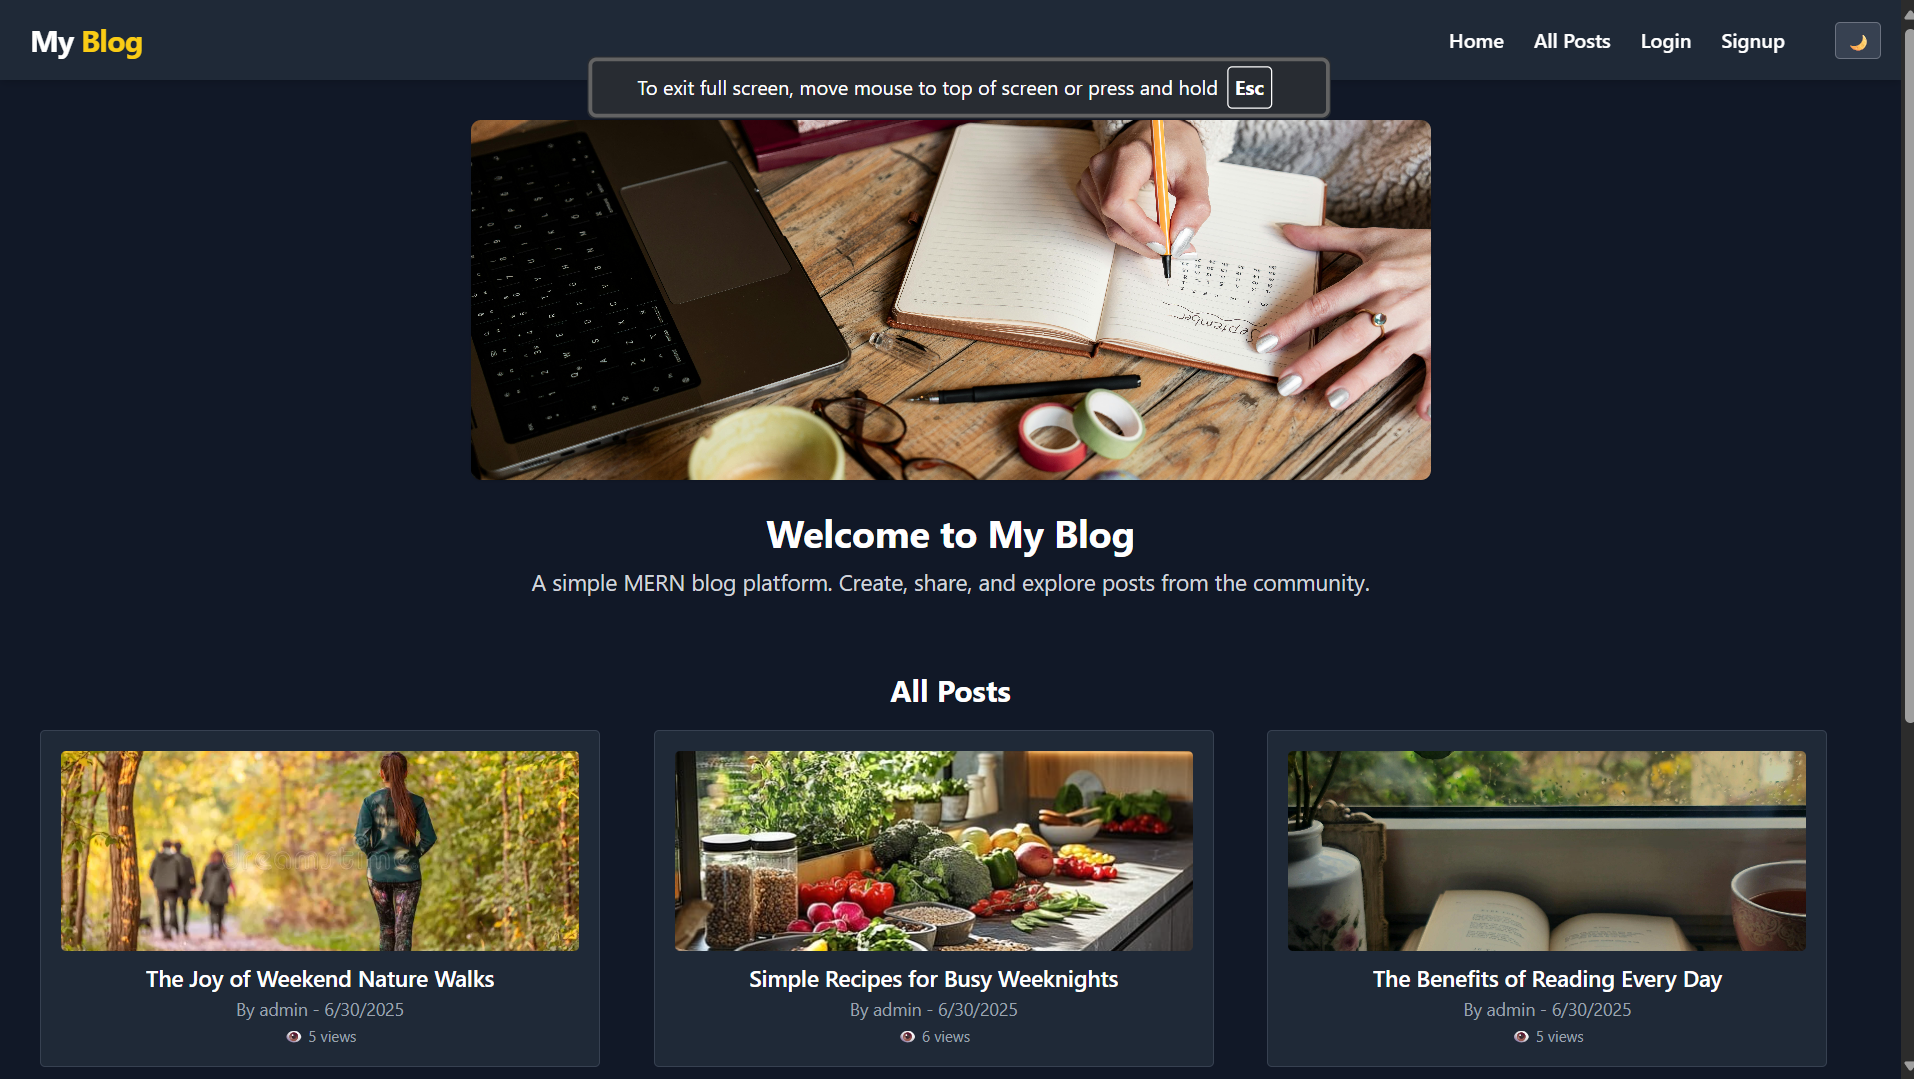 My Blog
Home
All Posts
Login
Signup
To exit full screen, move mouse to top of screen or press and hold Esc
September
Welcome to My Blog
A simple MERN blog platform. Create, share, and explore posts from the community.
All Posts
dreamstime
The Joy of Weekend Nature Walks
By admin - 6/30/2025
5 views
Simple Recipes for Busy Weeknights
By admin - 6/30/2025
6 views
The Benefits of Reading Every Day
By admin - 6/30/2025
5 views